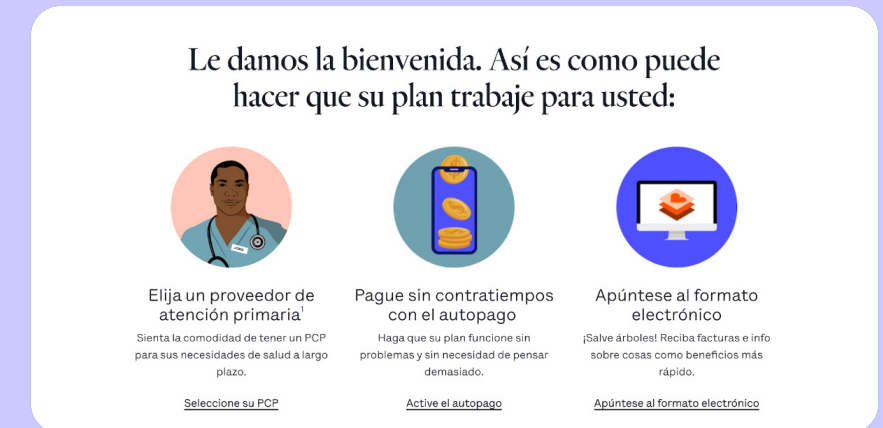 Le damos la bienvenida. Así es como puede
hacer que su plan trabaje para usted:
Elija un proveedor de
atención primaria¹
Sienta la comodidad de tener un PCP
para sus necesidades de salud a largo
plazo.
Seleccione su PCP
Pague sin contratiempos
con el autopago
Haga que su plan funcione sin
problemas y sin necesidad de pensar
demasiado.
Active el autopago
Apúntese al formato
electrónico
¡Salve árboles! Reciba facturas e info
sobre cosas como beneficios más
rápido.
Apúntese al formato electrónico